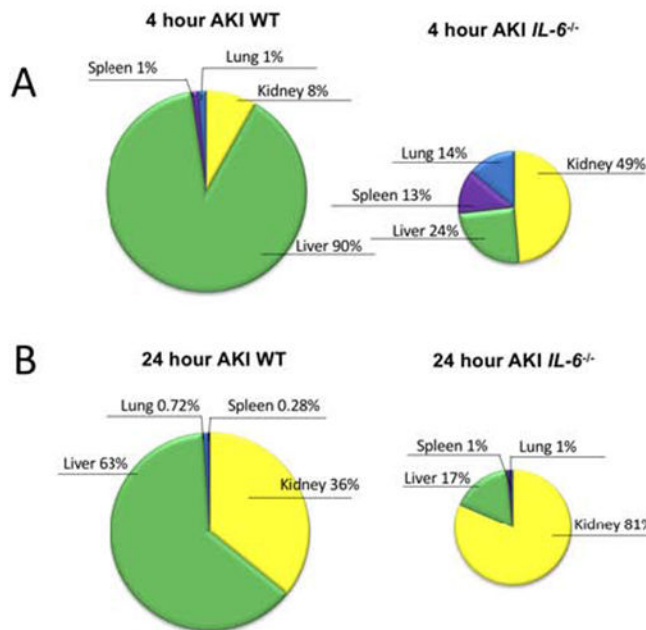 4 hour AKI WT
4 hour AKI IL-6-/-
A
Spleen 1%
Lung 1%
Kidney 8%
Liver 90%
Lung 14%
Kidney 49%
Spleen 13%
Liver 24%
B
24 hour AKI WT
24 hour AKI IL-6-/-
Lung 0.72%
Spleen 0.28%
Liver 63%
Kidney 36%
Spleen 1%
Lung 1%
Liver 17%
Kidney 81%